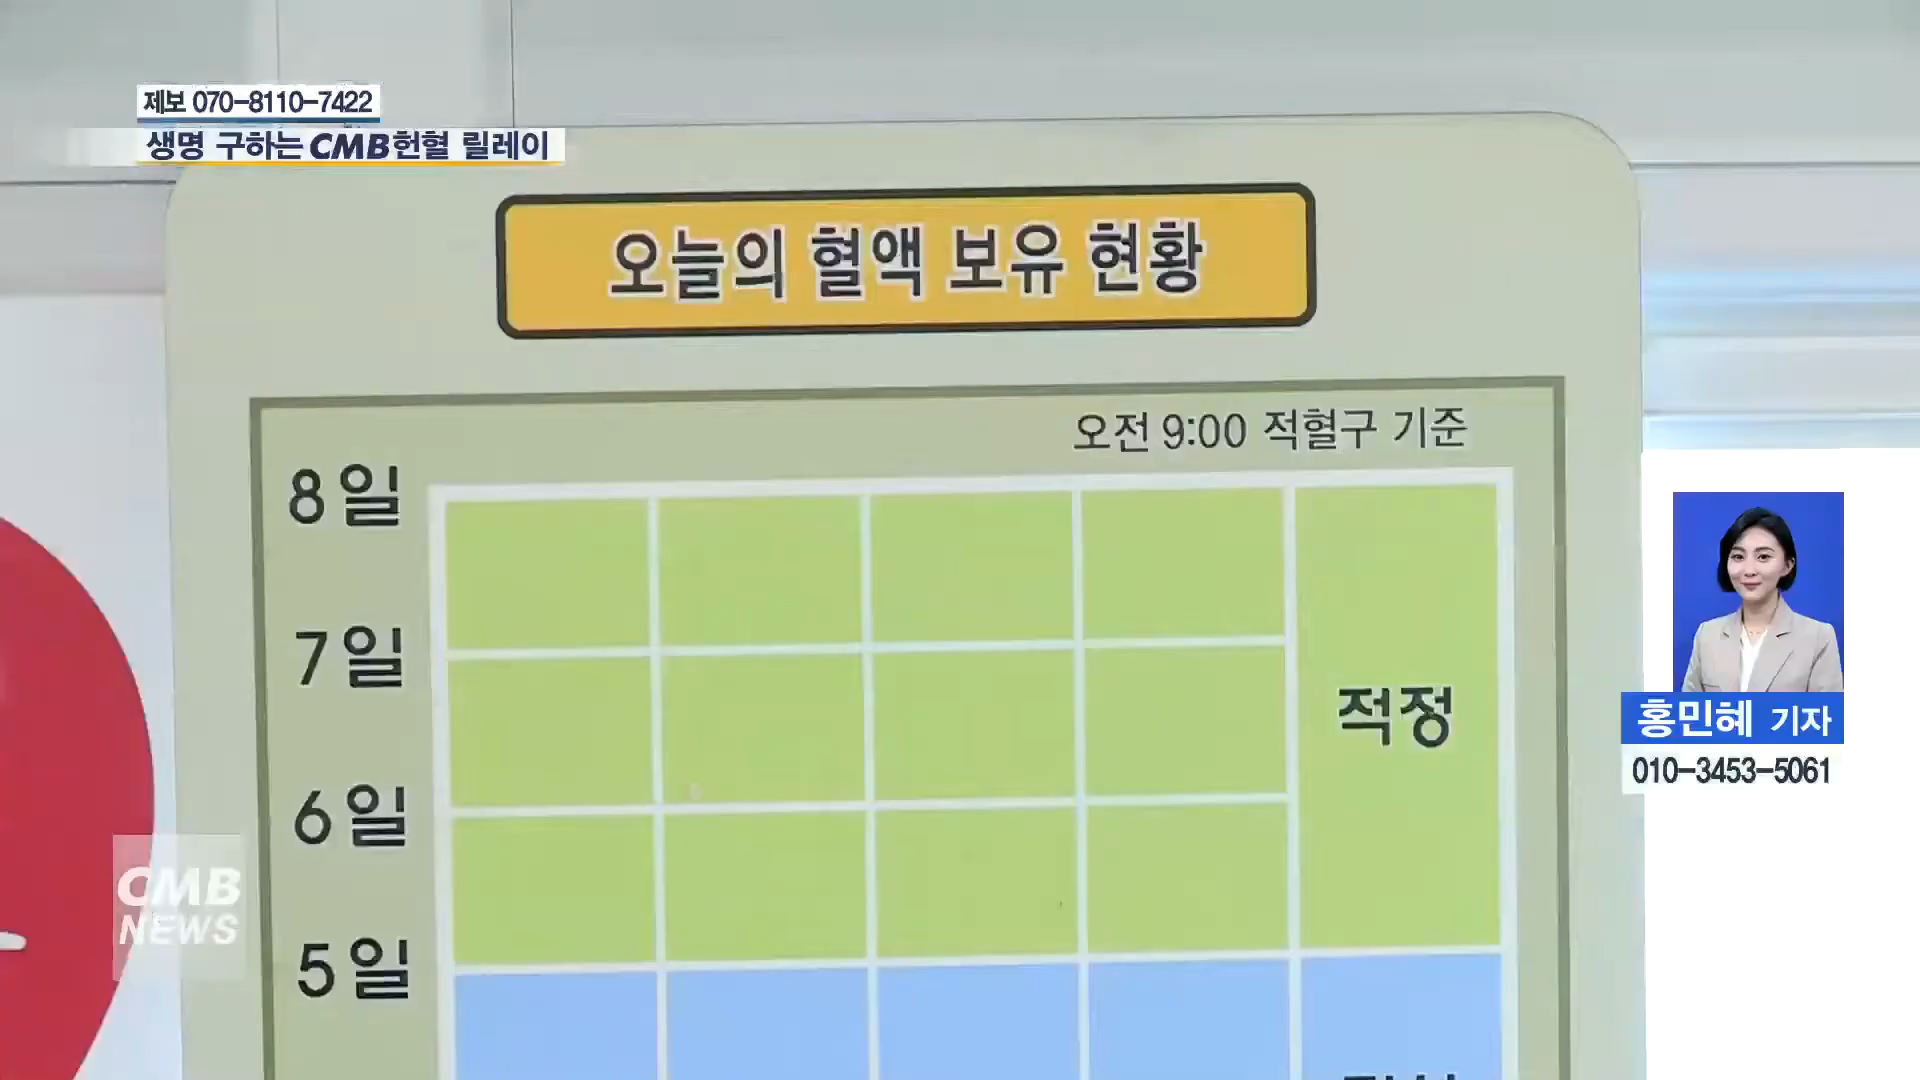 제보 070-8110-7422
생명 구하는 CMB헌혈 릴레이
오늘의 혈액 보유 현황
오전 9:00 적혈구 기준
8일
7일
적정
홍민혜 기자
010-3453-5061
6일
CMB
NEWS
5일